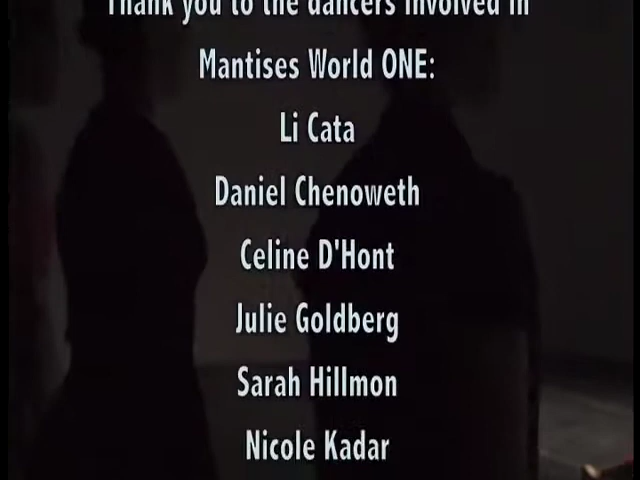 Thank you to the dancers involved in
Mantises World ONE:
Li Cata
Daniel Chenoweth
Celine D'Hont
Julie Goldberg
Sarah Hillmon
Nicole Kadar